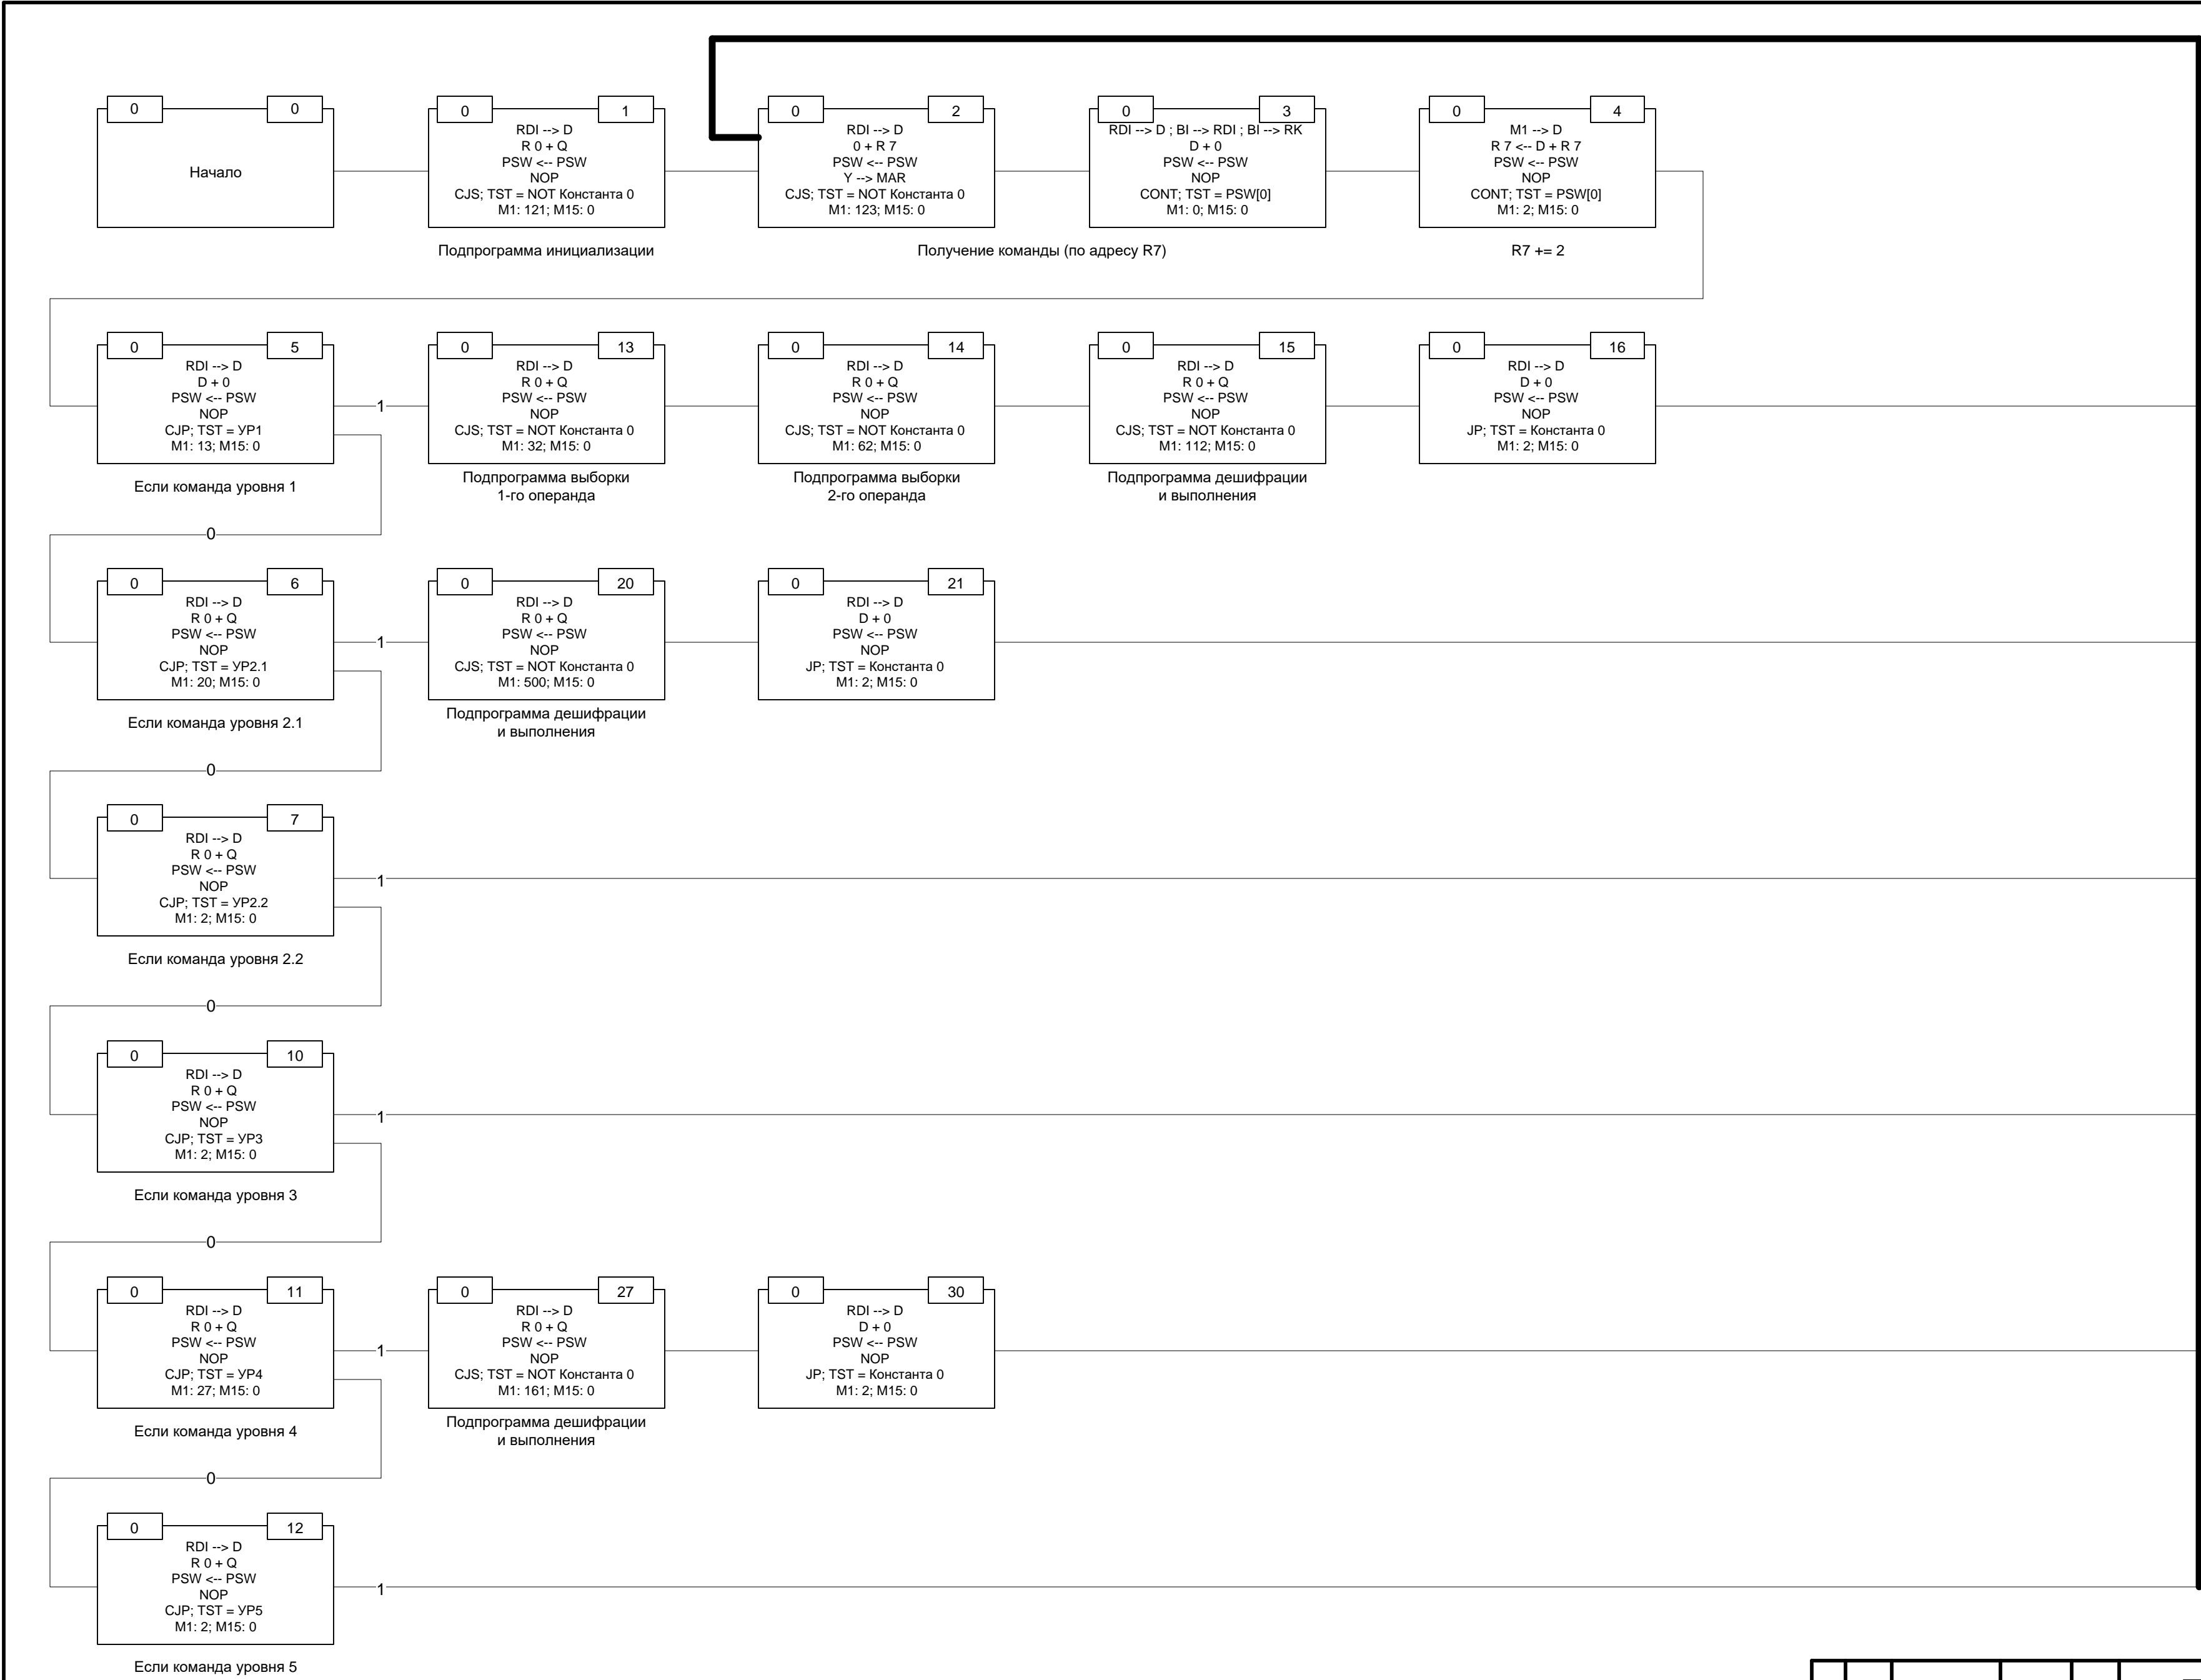 0 0
Начало
0 1
RDI --> D
R 0 + Q
PSW <-- PSW
NOP
CJS; TST = NOT Константа 0
M1: 121; M15: 0
Подпрограмма инициализации
0 2
RDI --> D
0 + R 7
PSW <-- PSW
Y --> MAR
CJS; TST = NOT Константа 0
M1: 123; M15: 0
0 3
RDI --> D ; BI --> RDI ; BI --> RK
D + 0
PSW <-- PSW
NOP
CONT; TST = PSW[0]
M1: 0; M15: 0
Получение команды (по адресу R7)
0 4
M1 --> D
R 7 <-- D + R 7
PSW <-- PSW
NOP
CONT; TST = PSW[0]
M1: 2; M15: 0
R7 += 2
0 5
RDI --> D
D + 0
PSW <-- PSW
NOP
CJP; TST = УР1
M1: 13; M15: 0
Если команда уровня 1
1
0
0 13
RDI --> D
R 0 + Q
PSW <-- PSW
NOP
CJS; TST = NOT Константа 0
M1: 32; M15: 0
Подпрограмма выборки
1-го операнда
0 14
RDI --> D
R 0 + Q
PSW <-- PSW
NOP
CJS; TST = NOT Константа 0
M1: 62; M15: 0
Подпрограмма выборки
2-го операнда
0 15
RDI --> D
R 0 + Q
PSW <-- PSW
NOP
CJS; TST = NOT Константа 0
M1: 112; M15: 0
Подпрограмма дешифрации
и выполнения
0 16
RDI --> D
D + 0
PSW <-- PSW
NOP
JP; TST = Константа 0
M1: 2; M15: 0
0 6
RDI --> D
R 0 + Q
PSW <-- PSW
NOP
CJP; TST = УР2.1
M1: 20; M15: 0
Если команда уровня 2.1
1
0
0 20
RDI --> D
R 0 + Q
PSW <-- PSW
NOP
CJS; TST = NOT Константа 0
M1: 500; M15: 0
Подпрограмма дешифрации
и выполнения
0 21
RDI --> D
D + 0
PSW <-- PSW
NOP
JP; TST = Константа 0
M1: 2; M15: 0
0 7
RDI --> D
R 0 + Q
PSW <-- PSW
NOP
CJP; TST = УР2.2
M1: 2; M15: 0
Если команда уровня 2.2
1
0
0 10
RDI --> D
R 0 + Q
PSW <-- PSW
NOP
CJP; TST = УР3
M1: 2; M15: 0
Если команда уровня 3
1
0
0 11
RDI --> D
R 0 + Q
PSW <-- PSW
NOP
CJP; TST = УР4
M1: 27; M15: 0
Если команда уровня 4
1
0
0 27
RDI --> D
R 0 + Q
PSW <-- PSW
NOP
CJS; TST = NOT Константа 0
M1: 161; M15: 0
Подпрограмма дешифрации
и выполнения
0 30
RDI --> D
D + 0
PSW <-- PSW
NOP
JP; TST = Константа 0
M1: 2; M15: 0
0 12
RDI --> D
R 0 + Q
PSW <-- PSW
NOP
CJP; TST = УР5
M1: 2; M15: 0
Если команда уровня 5
1